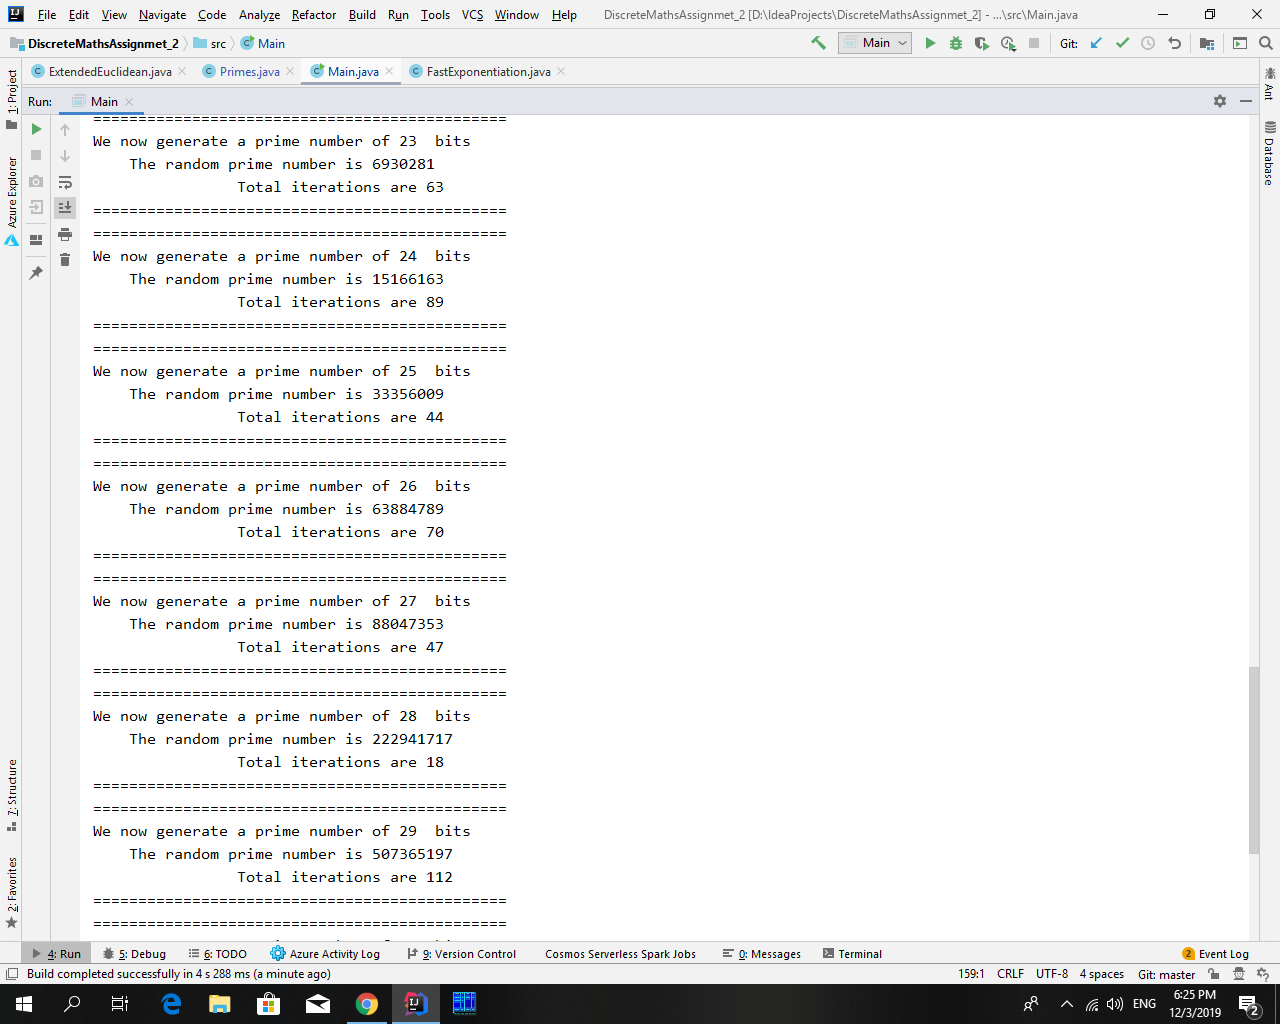 File Edit View Navigate Code Analyze Refactor Build Run Tools VCS Window Help DiscreteMathsAssignmet_2 [D:\IdeaProjects\DiscreteMathsAssignmet_2] - ...\src\Main.java
DiscreteMathsAssignmet_2 src Main Main Git:
ExtendedEuclidean.java Primes.java Main.java FastExponentiation.java
Run: Main
==============================================
We now generate a prime number of 23  bits
    The random prime number is 6930281
                Total iterations are 63
==============================================
==============================================
We now generate a prime number of 24  bits
    The random prime number is 15166163
                Total iterations are 89
==============================================
==============================================
We now generate a prime number of 25  bits
    The random prime number is 33356009
                Total iterations are 44
==============================================
==============================================
We now generate a prime number of 26  bits
    The random prime number is 63884789
                Total iterations are 70
==============================================
==============================================
We now generate a prime number of 27  bits
    The random prime number is 88047353
                Total iterations are 47
==============================================
==============================================
We now generate a prime number of 28  bits
    The random prime number is 222941717
                Total iterations are 18
==============================================
==============================================
We now generate a prime number of 29  bits
    The random prime number is 507365197
                Total iterations are 112
==============================================
==============================================
1: Project
Azure Explorer
7: Structure
2: Favorites
Ant
Database
4: Run 5: Debug 6: TODO Azure Activity Log 9: Version Control Cosmos Serverless Spark Jobs 0: Messages Terminal 2 Event Log
Build completed successfully in 4 s 288 ms (a minute ago) 159:1 CRLF UTF-8 4 spaces Git: master
ENG
6:25 PM
12/3/2019
2